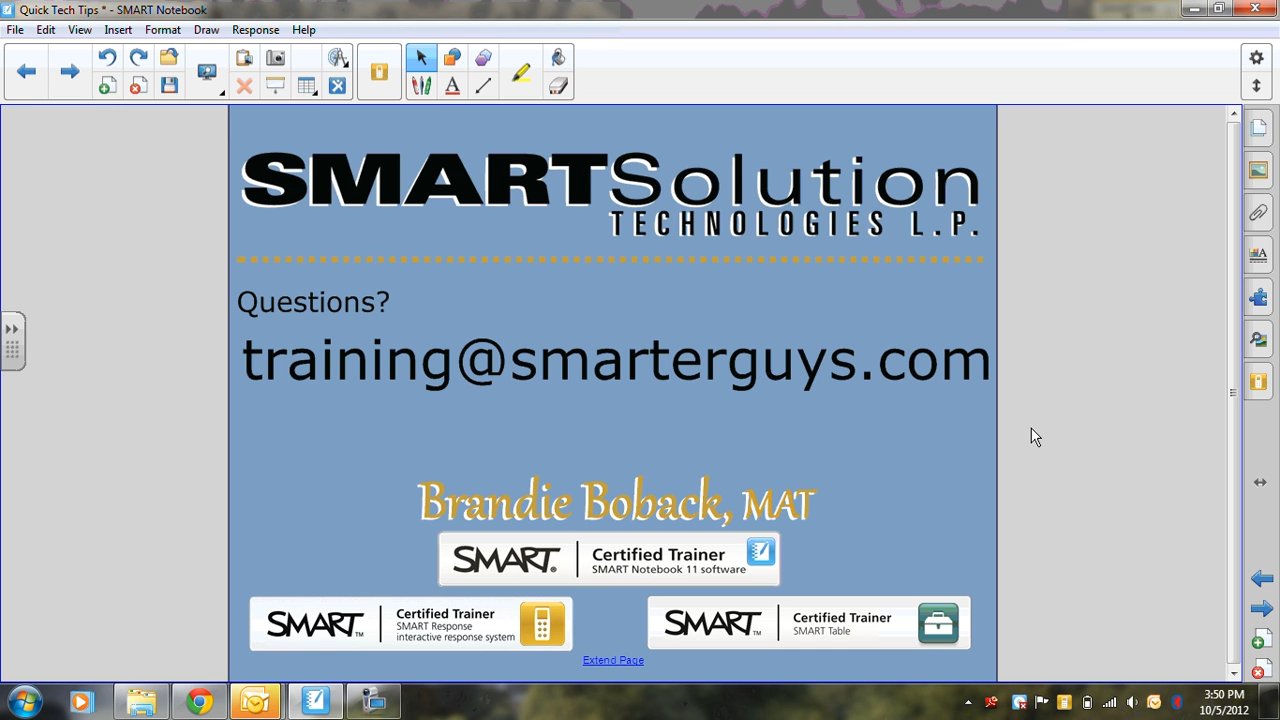 Quick Tech Tips * - SMART Notebook
File Edit View Insert Format Draw Response Help
SMARTSolution
TECHNOLOGIES L.P.
Questions?
training@smarterguys.com
Brandie Boback, MAT
SMART® Certified Trainer
SMART Notebook 11 software
SMART™ Certified Trainer
SMART Response
interactive response system
SMART™ Certified Trainer
SMART Table
Extend Page
3:50 PM
10/5/2012